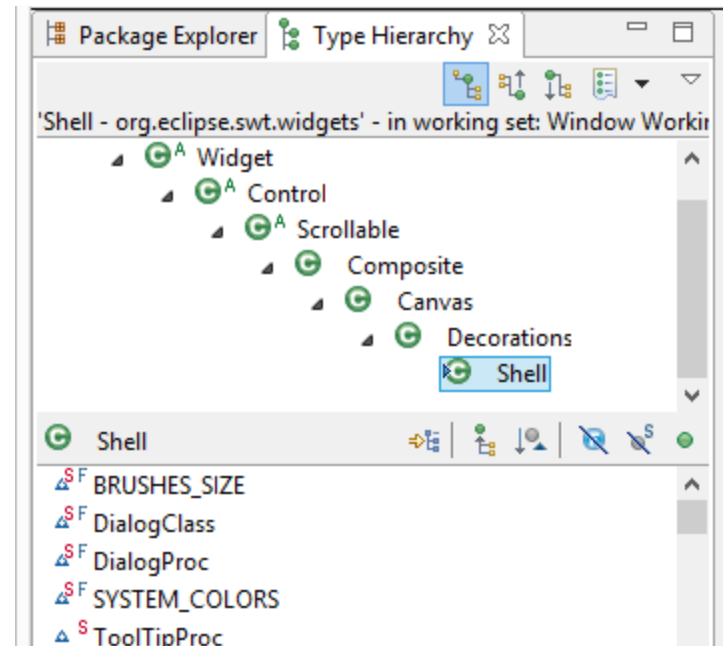 Package Explorer Type Hierarchy
'Shell - org.eclipse.swt.widgets' - in working set: Window Workin
C A Widget
C A Control
C A Scrollable
C Composite
C Canvas
C Decorations
C Shell
C Shell S
S F BRUSHES_SIZE
S F DialogClass
S F DialogProc
S F SYSTEM_COLORS
S ToolTipProc